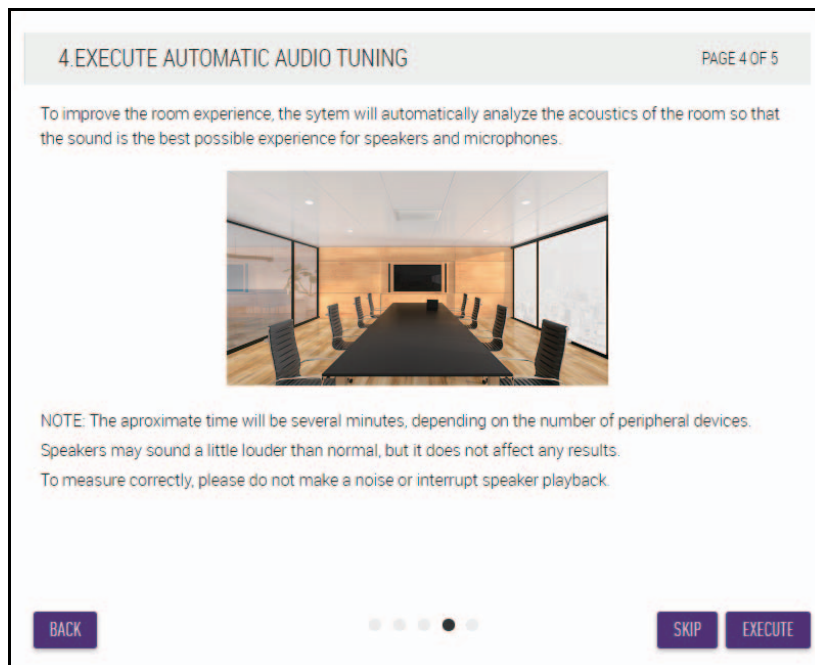 4.EXECUTE AUTOMATIC AUDIO TUNING
PAGE 4 OF 5
To improve the room experience, the sytem will automatically analyze the acoustics of the room so that
the sound is the best possible experience for speakers and microphones.
NOTE: The aproximate time will be several minutes, depending on the number of peripheral devices.
Speakers may sound a little louder than normal, but it does not affect any results.
To measure correctly, please do not make a noise or interrupt speaker playback.
BACK
SKIP
EXECUTE